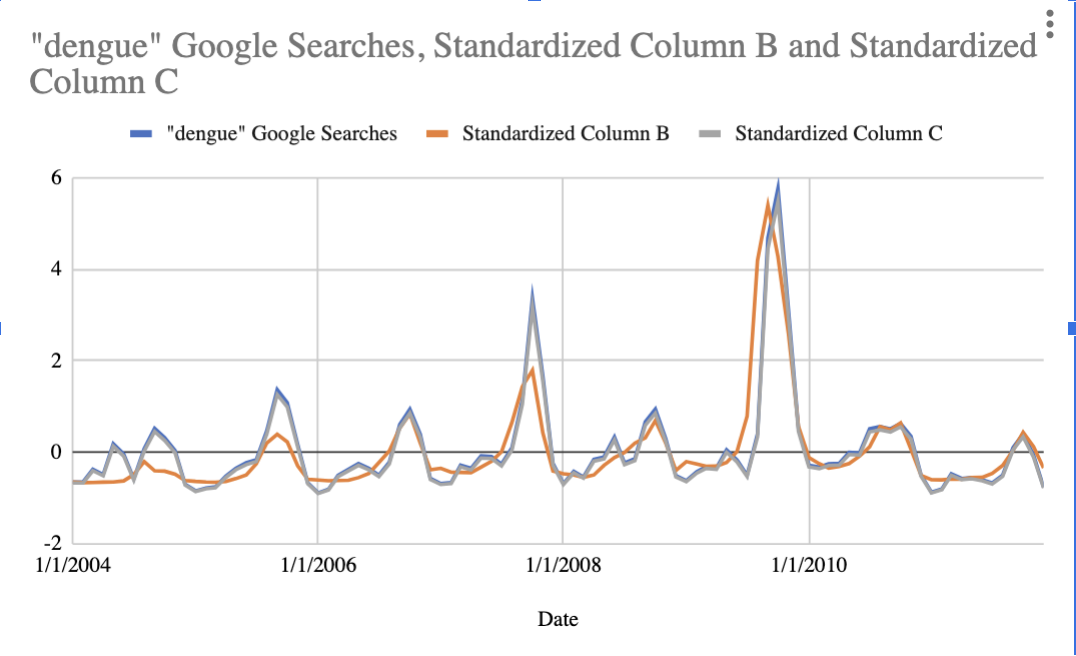 "dengue" Google Searches, Standardized Column B and Standardized
Column C
"dengue" Google Searches Standardized Column B Standardized Column C
6
4
2
0
-2
1/1/2004 1/1/2006 1/1/2008 1/1/2010
Date